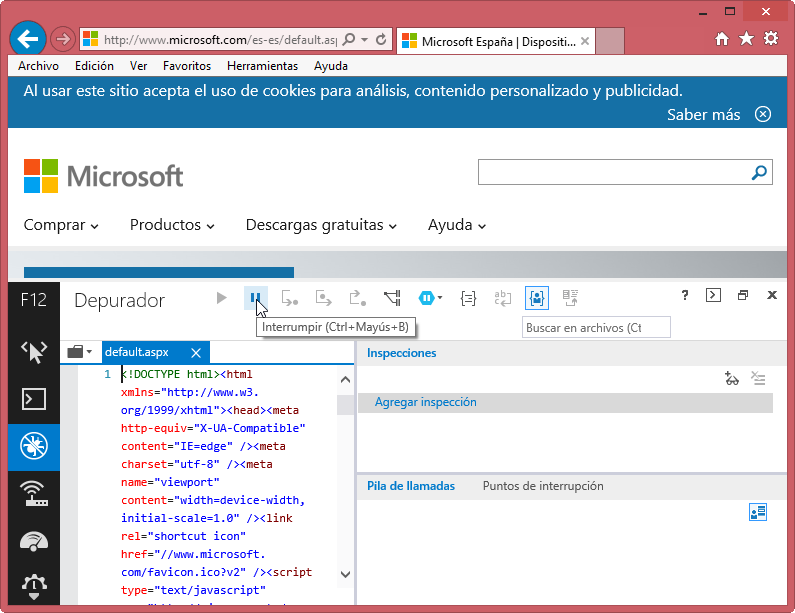 http://www.microsoft.com/es-es/default.asp
Microsoft España | Dispositi...
Archivo Edición Ver Favoritos Herramientas Ayuda
Al usar este sitio acepta el uso de cookies para análisis, contenido personalizado y publicidad.
Saber más
Microsoft
Comprar Productos Descargas gratuitas Ayuda
F12 Depurador
Interrumpir (Ctrl+Mayús+B)
Buscar en archivos (Ct
default.aspx
Inspecciones
1 <!DOCTYPE html><html
xmlns="http://www.w3.
org/1999/xhtml"><head><meta
http-equiv="X-UA-Compatible"
content="IE=edge" /><meta
charset="utf-8" /><meta
name="viewport"
content="width=device-width,
initial-scale=1.0" /><link
rel="shortcut icon"
href="//www.microsoft.
com/favicon.ico?v2" /><script
type="text/javascript"
Agregar inspección
Pila de llamadas Puntos de interrupción